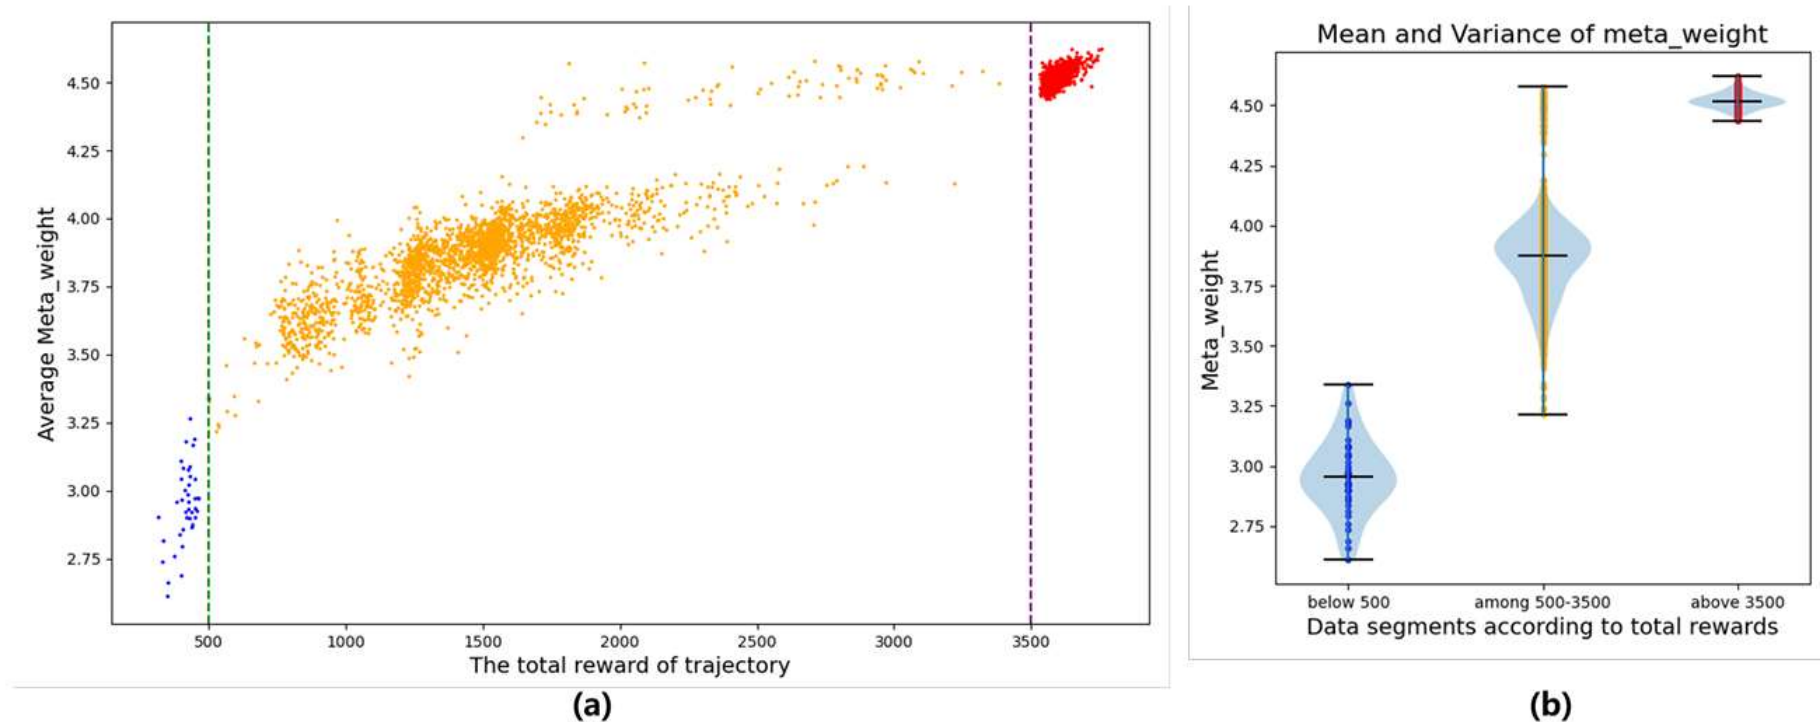 4.50
4.25
4.00
3.75
3.50
3.25
3.00
2.75
Average Meta_weight
500 1000 1500 2000 2500 3000 3500
The total reward of trajectory
(a)
Mean and Variance of meta_weight
4.50
4.25
4.00
3.75
3.50
3.25
3.00
2.75
Meta_weight
below 500 among 500-3500 above 3500
Data segments according to total rewards
(b)